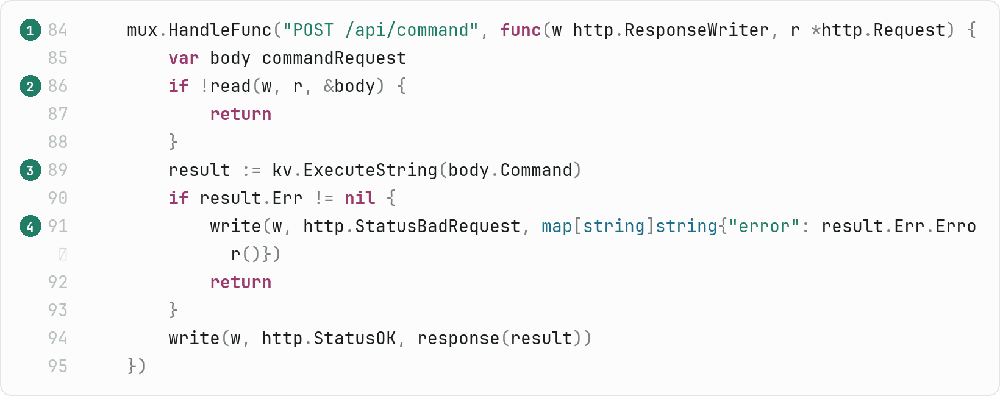 1 84 mux.HandleFunc("POST /api/command", func(w http.ResponseWriter, r *http.Request) {
85 var body commandRequest
2 86 if !read(w, r, &body) {
87 return
88 }
3 89 result := kv.ExecuteString(body.Command)
90 if result.Err != nil {
4 91 write(w, http.StatusBadRequest, map[string]string{"error": result.Err.Erro
r()})
92 return
93 }
94 write(w, http.StatusOK, response(result))
95 })